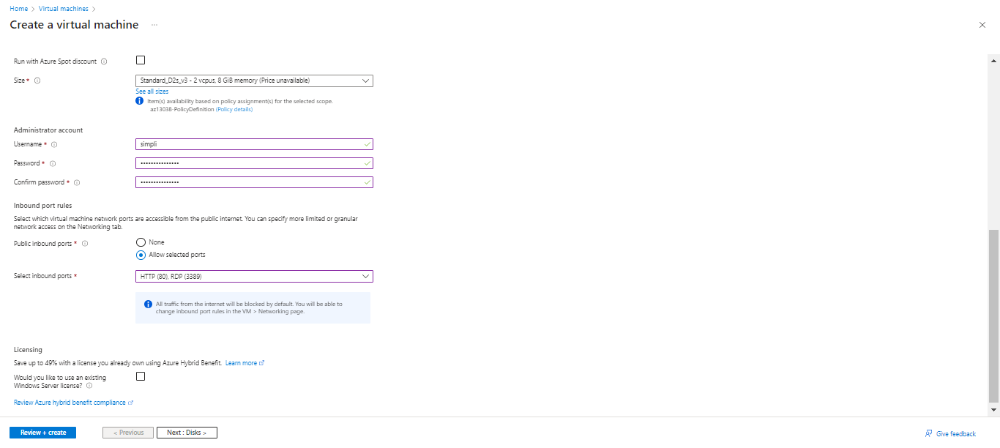 Home > Virtual machines >
Create a virtual machine ...
Run with Azure Spot discount
Size *
Standard_D2s_v3 - 2 vcpus, 8 GiB memory (Price unavailable)
See all sizes
Item(s) availability based on policy assignment(s) for the selected scope.
az13038-PolicyDefinition (Policy details)
Administrator account
Username *
simpli
Password *
•••••••••••••••
Confirm password *
•••••••••••••••
Inbound port rules
Select which virtual machine network ports are accessible from the public internet. You can specify more limited or granular
network access on the Networking tab.
Public inbound ports *
None
Allow selected ports
Select inbound ports *
HTTP (80), RDP (3389)
All traffic from the internet will be blocked by default. You will be able to
change inbound port rules in the VM > Networking page.
Licensing
Save up to 49% with a license you already own using Azure Hybrid Benefit. Learn more
Would you like to use an existing
Windows Server license?
Review Azure hybrid benefit compliance
Review + create
< Previous
Next : Disks >
Give feedback